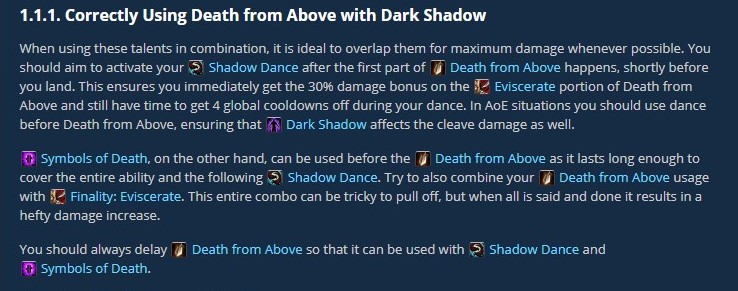 1.1.1. Correctly Using Death from Above with Dark Shadow
When using these talents in combination, it is ideal to overlap them for maximum damage whenever possible. You
should aim to activate your Shadow Dance after the first part of Death from Above happens, shortly before
you land. This ensures you immediately get the 30% damage bonus on the Eviscerate portion of Death from
Above and still have time to get 4 global cooldowns off during your dance. In AoE situations you should use dance
before Death from Above, ensuring that Dark Shadow affects the cleave damage as well.
Symbols of Death, on the other hand, can be used before the Death from Above as it lasts long enough to
cover the entire ability and the following Shadow Dance. Try to also combine your Death from Above usage
with Finality: Eviscerate. This entire combo can be tricky to pull off, but when all is said and done it results in a
hefty damage increase.
You should always delay Death from Above so that it can be used with Shadow Dance and
Symbols of Death.